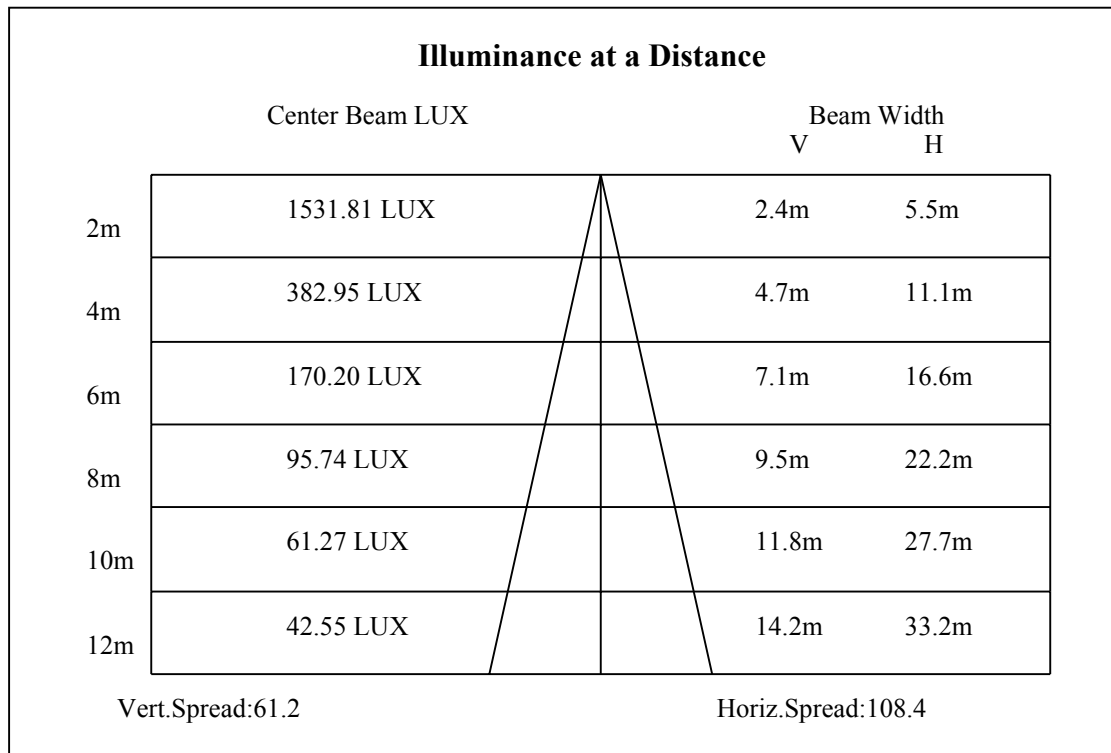 Illuminance at a Distance
Center Beam LUX Beam Width
V H
2m 1531.81 LUX 2.4m 5.5m
4m 382.95 LUX 4.7m 11.1m
6m 170.20 LUX 7.1m 16.6m
8m 95.74 LUX 9.5m 22.2m
10m 61.27 LUX 11.8m 27.7m
12m 42.55 LUX 14.2m 33.2m
Vert.Spread:61.2 Horiz.Spread:108.4